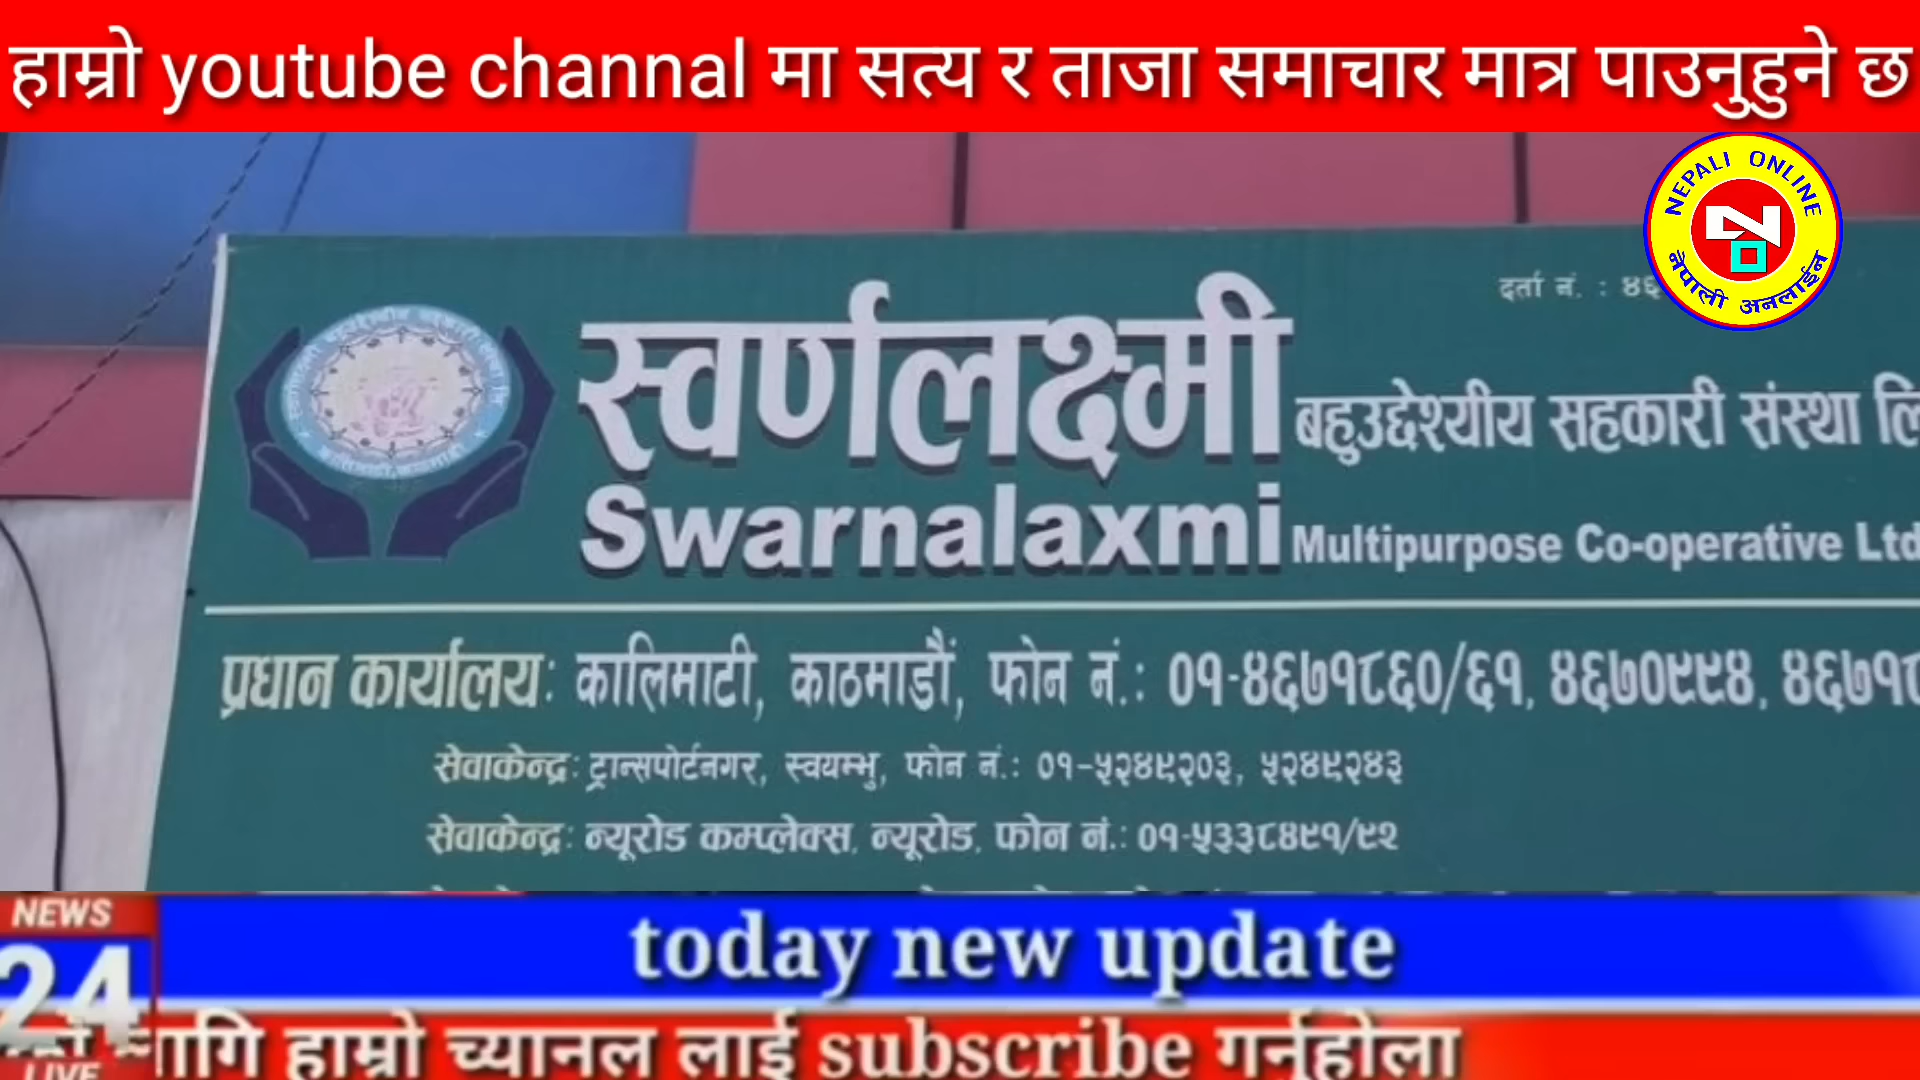 हाम्रो youtube channal मा सत्य र ताजा समाचार मात्र पाउनुहुने छ
NEPALI ONLINE
नेपाली अनलाईन
दर्ता नं. : ४६
स्वर्णलक्ष्मी बहुउद्देश्यीय सहकारी संस्था लि
Swarnalaxmi Multipurpose Co-operative Ltd
प्रधान कार्यालय: कालिमाटी, काठमाडौं, फोन नं.: ०१-४६७१८६०/६१, ४६७०९९४, ४६७१८
सेवाकेन्द्र: ट्रान्सपोर्टनगर, स्वयम्भु, फोन नं.: ०१-५२४९२०३, ५२४९२४३
सेवाकेन्द्र: न्यूरोड कम्प्लेक्स, न्यूरोड, फोन नं.: ०१-५३३८४९१/९२
NEWS
24
LIVE
today new update
लागि हाम्रो च्यानल लाई subscribe गर्नुहोला